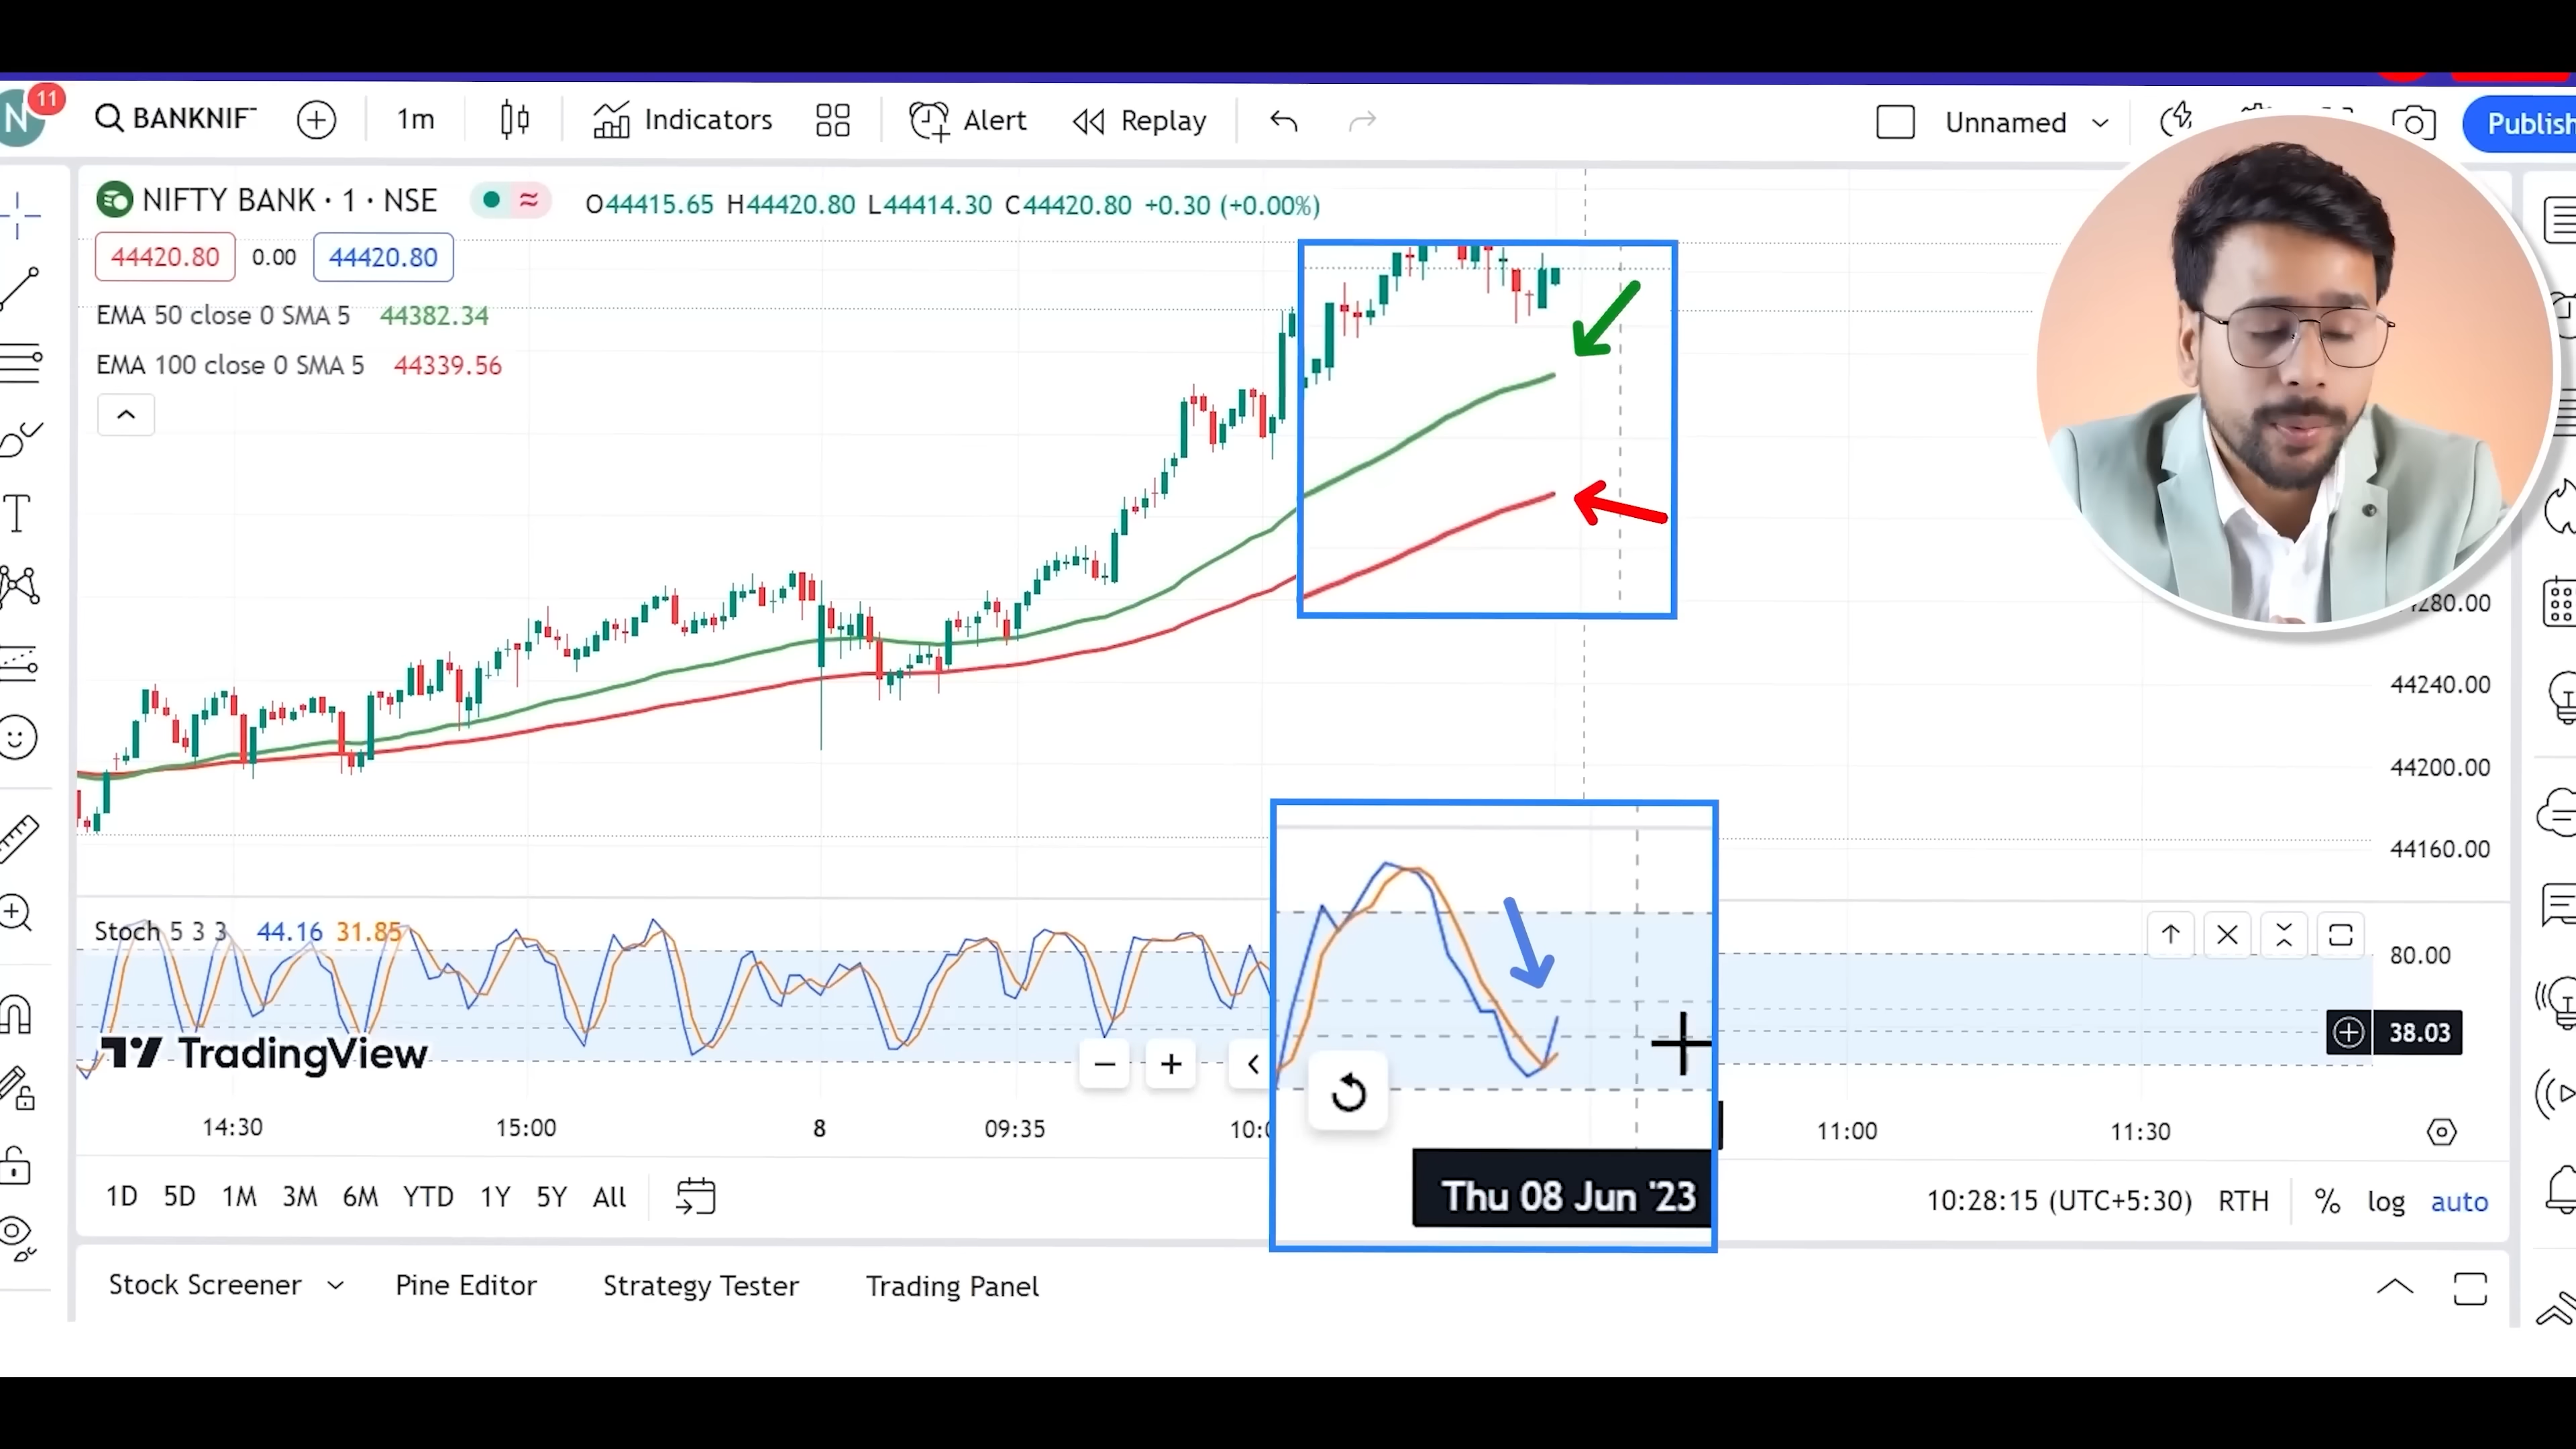 N
11
BANKNIF
1m
Indicators
Alert
Replay
Unnamed
Publish
NIFTY BANK · 1 · NSE
O44415.65 H44420.80 L44414.30 C44420.80 +0.30 (+0.00%)
44420.80 0.00 44420.80
EMA 50 close 0 SMA 5 44382.34
EMA 100 close 0 SMA 5 44339.56
44240.00
44200.00
44160.00
Stoch 5 3 3 44.16 31.85
80.00
38.03
TradingView
14:30 15:00 8 09:35 11:00 11:30
Thu 08 Jun '23
1D 5D 1M 3M 6M YTD 1Y 5Y All
10:28:15 (UTC+5:30) RTH % log auto
Stock Screener Pine Editor Strategy Tester Trading Panel